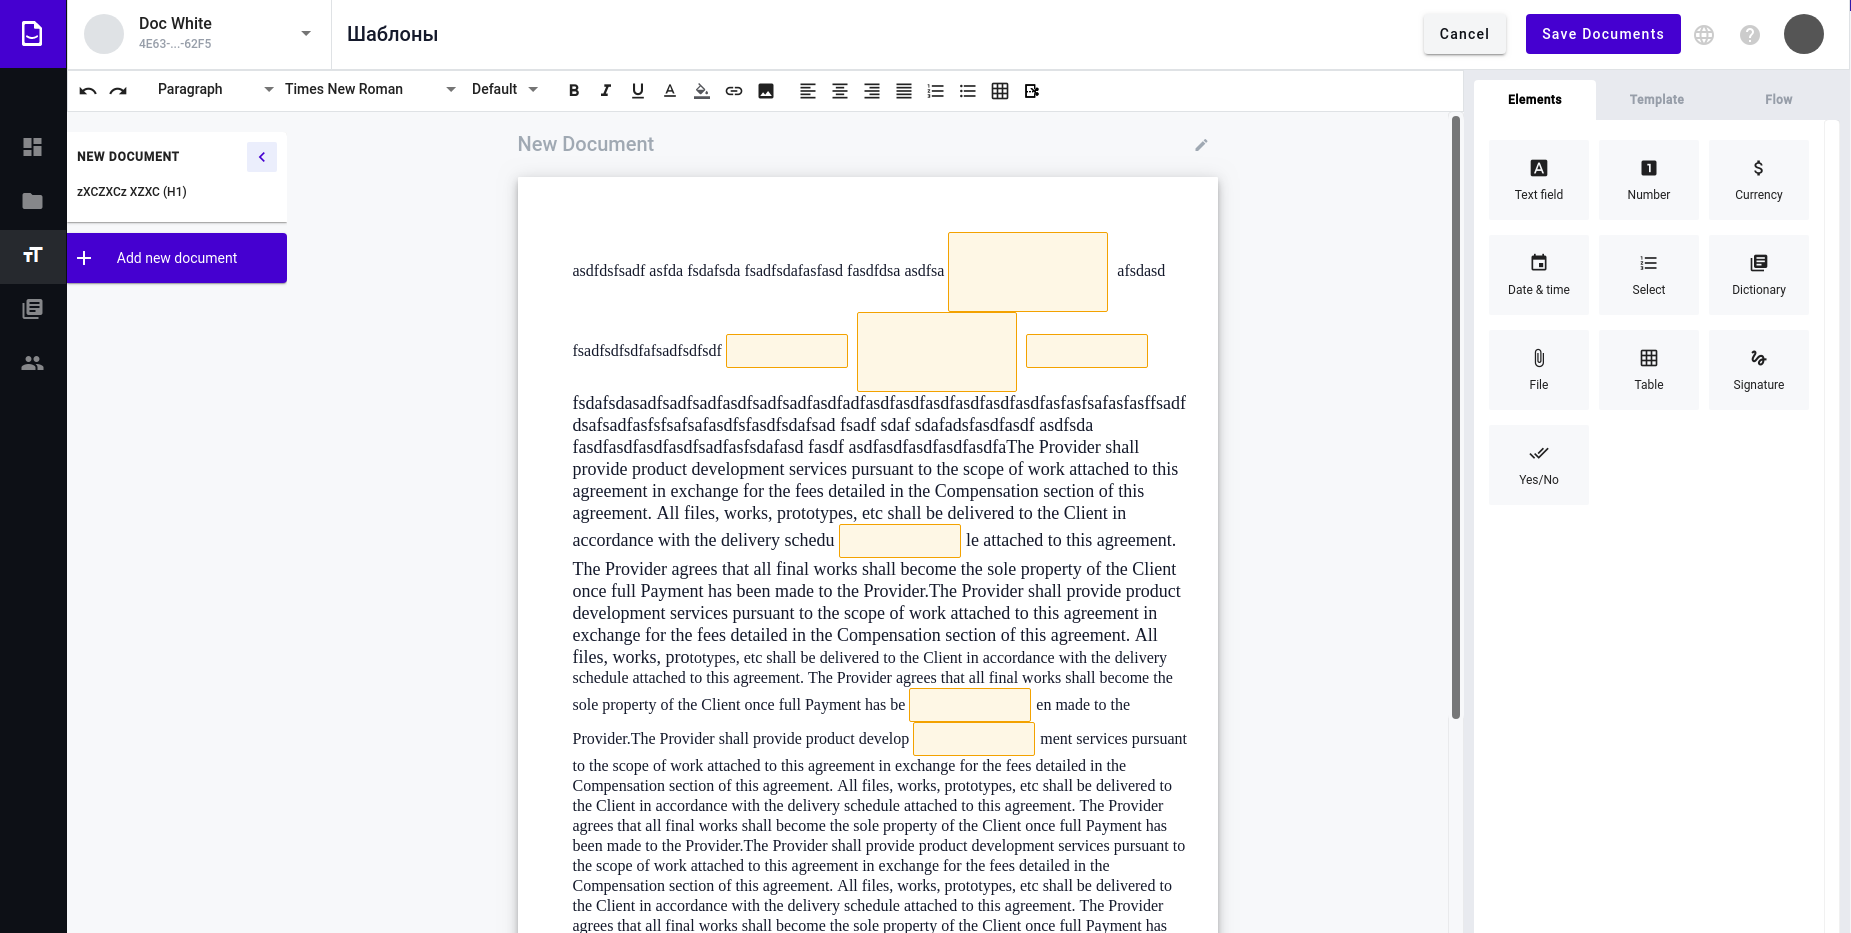 Doc White
4E63-...-62F5
Шаблоны
Cancel
Save Documents
Paragraph
Times New Roman
Default
Elements
Template
Flow
NEW DOCUMENT
zXCZXCz XZXC (H1)
Add new document
New Document
asdfdsfsadf asfda fsdafsda fsadfsdafasfasd fasdfdsa asdfsa afsdasd
fsadfsdfsdfafsadfsdfsdf
fsdafsdasadfsadfsadfasdfsadfsadfasdfadfasdfasdfasdfasdfasdfasdfasfasfsafasfasffsadf
dsafsadfasfsfsafsafasdfsfasdfsdafsad fsadf sdaf sdafadsfasdfasdf asdfsda
fasdfasdfasdfasdfsadfasfsdafasd fasdf asdfasdfasdfasdfasdfaThe Provider shall
provide product development services pursuant to the scope of work attached to this
agreement in exchange for the fees detailed in the Compensation section of this
agreement. All files, works, prototypes, etc shall be delivered to the Client in
accordance with the delivery schedu le attached to this agreement.
The Provider agrees that all final works shall become the sole property of the Client
once full Payment has been made to the Provider.The Provider shall provide product
development services pursuant to the scope of work attached to this agreement in
exchange for the fees detailed in the Compensation section of this agreement. All
files, works, prototypes, etc shall be delivered to the Client in accordance with the delivery
schedule attached to this agreement. The Provider agrees that all final works shall become the
sole property of the Client once full Payment has be en made to the
Provider.The Provider shall provide product develop ment services pursuant
to the scope of work attached to this agreement in exchange for the fees detailed in the
Compensation section of this agreement. All files, works, prototypes, etc shall be delivered to
the Client in accordance with the delivery schedule attached to this agreement. The Provider
agrees that all final works shall become the sole property of the Client once full Payment has
been made to the Provider.The Provider shall provide product development services pursuant to
the scope of work attached to this agreement in exchange for the fees detailed in the
Compensation section of this agreement. All files, works, prototypes, etc shall be delivered to
the Client in accordance with the delivery schedule attached to this agreement. The Provider
agrees that all final works shall become the sole property of the Client once full Payment has
Text field
Number
Currency
Date & time
Select
Dictionary
File
Table
Signature
Yes/No